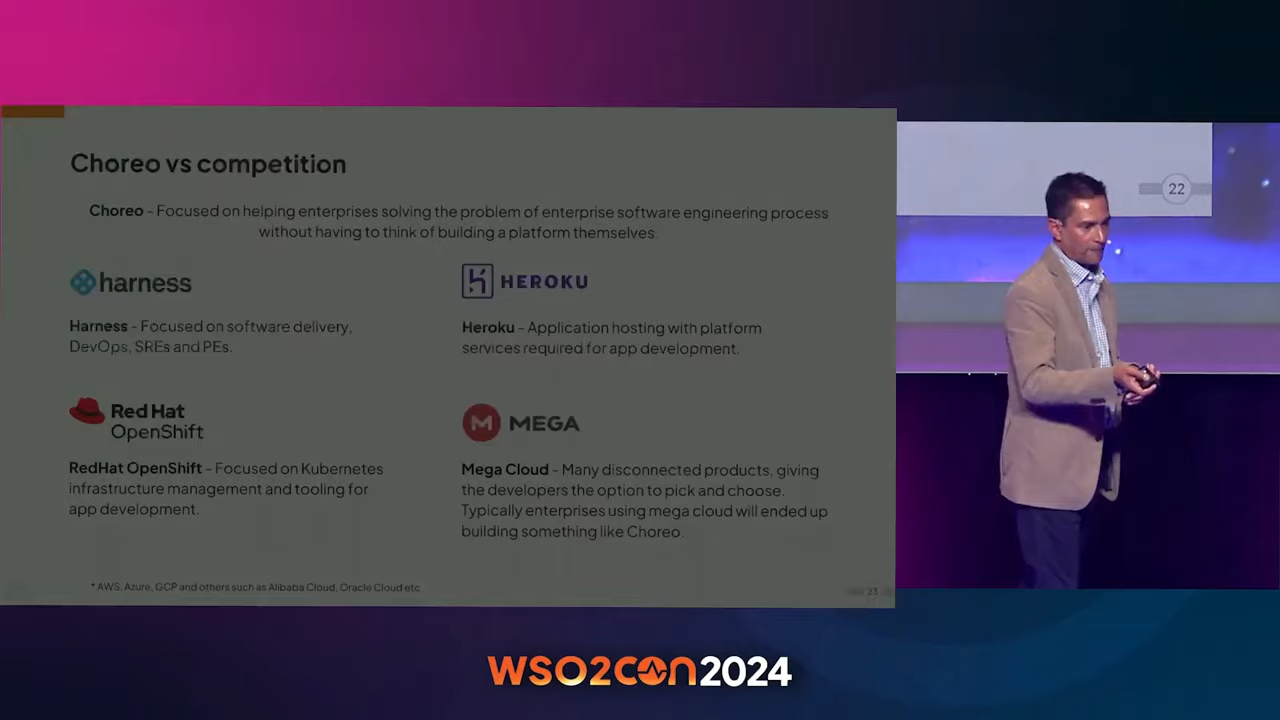 Choreo vs competition
Choreo - Focused on helping enterprises solving the problem of enterprise software engineering process
without having to think of building a platform themselves.
harness
Harness - Focused on software delivery,
DevOps, SREs and PEs.
HEROKU
Heroku - Application hosting with platform
services required for app development.
Red Hat
OpenShift
RedHat OpenShift - Focused on Kubernetes
infrastructure management and tooling for
app development.
M MEGA
Mega Cloud - Many disconnected products, giving
the developers the option to pick and choose.
Typically enterprises using mega cloud will ended up
building something like Choreo.
* AWS, Azure, GCP and others such as Alibaba Cloud, Oracle Cloud etc
23
22
WSO2CON2024